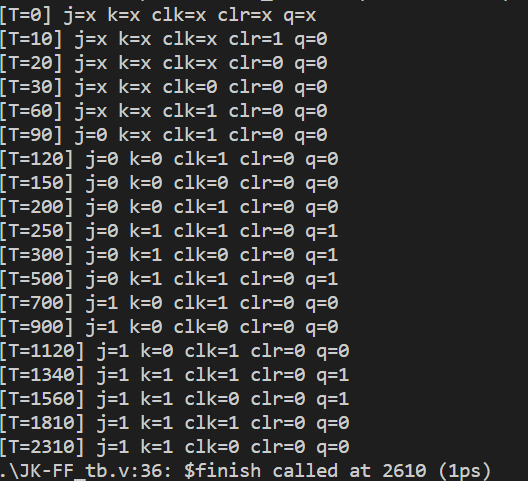 [T=0] j=x k=x clk=x clr=x q=x
[T=10] j=x k=x clk=x clr=1 q=0
[T=20] j=x k=x clk=x clr=0 q=0
[T=30] j=x k=x clk=0 clr=0 q=0
[T=60] j=x k=x clk=1 clr=0 q=0
[T=90] j=0 k=x clk=1 clr=0 q=0
[T=120] j=0 k=0 clk=1 clr=0 q=0
[T=150] j=0 k=0 clk=0 clr=0 q=0
[T=200] j=0 k=0 clk=1 clr=0 q=0
[T=250] j=0 k=1 clk=1 clr=0 q=1
[T=300] j=0 k=1 clk=0 clr=0 q=1
[T=500] j=0 k=1 clk=1 clr=0 q=1
[T=700] j=1 k=0 clk=1 clr=0 q=0
[T=900] j=1 k=0 clk=0 clr=0 q=0
[T=1120] j=1 k=0 clk=1 clr=0 q=0
[T=1340] j=1 k=1 clk=1 clr=0 q=1
[T=1560] j=1 k=1 clk=0 clr=0 q=1
[T=1810] j=1 k=1 clk=1 clr=0 q=0
[T=2310] j=1 k=1 clk=0 clr=0 q=0
.\JK-FF_tb.v:36: $finish called at 2610 (1ps)